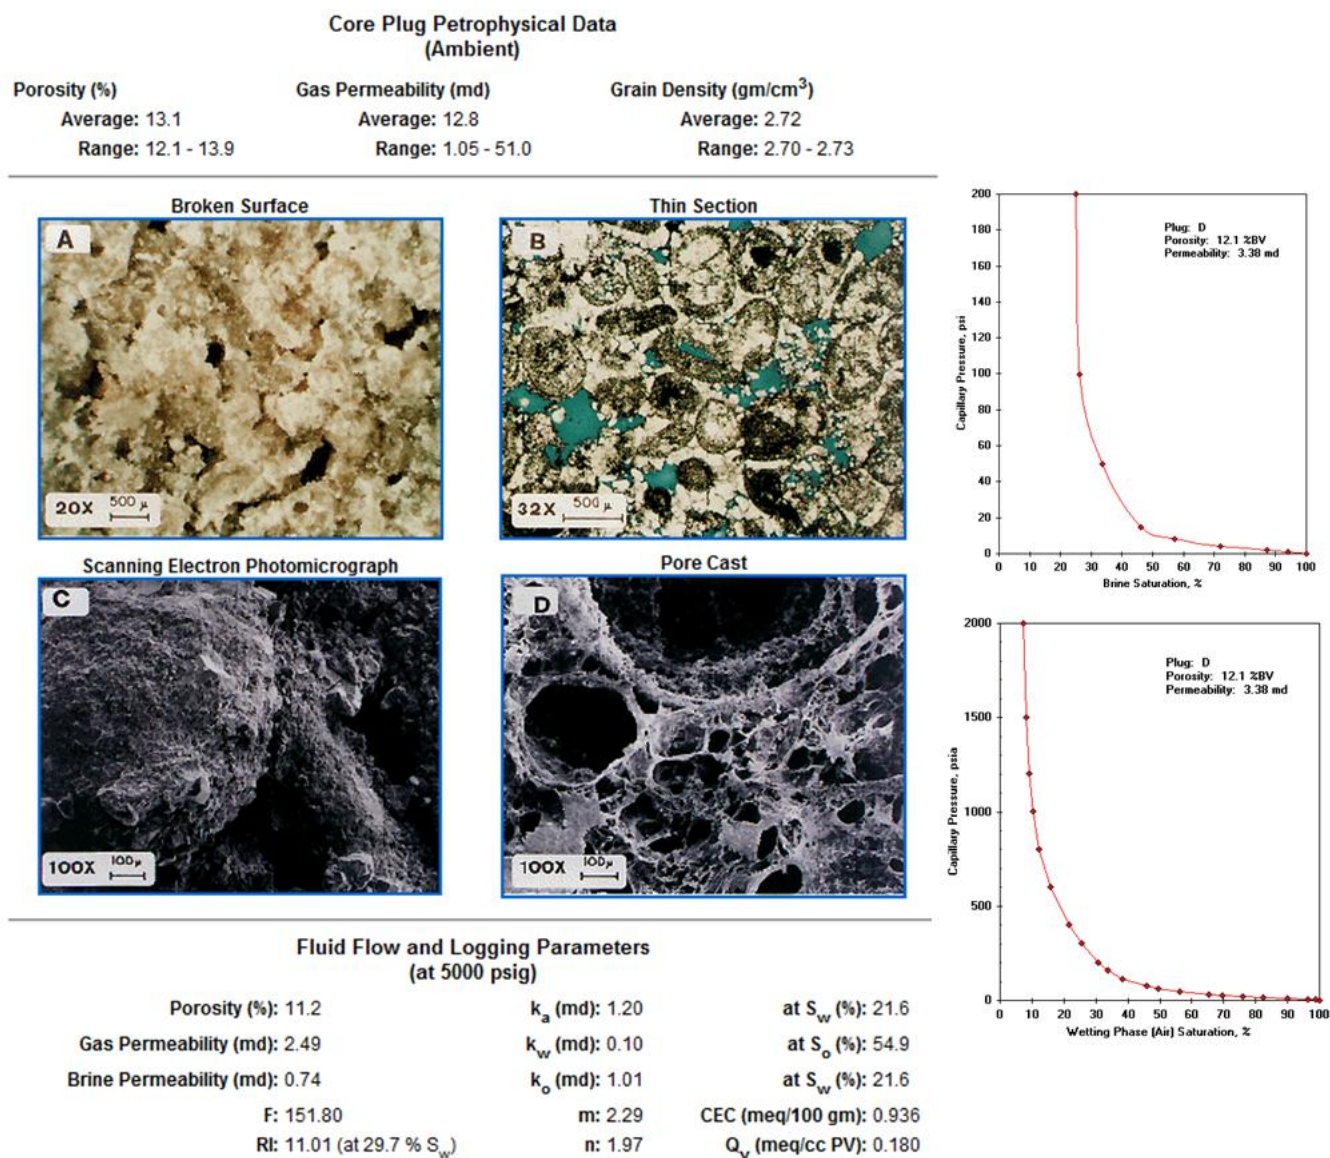 Core Plug Petrophysical Data
(Ambient)
Porosity (%)
Average: 13.1
Range: 12.1 - 13.9
Gas Permeability (md)
Average: 12.8
Range: 1.05 - 51.0
Grain Density (gm/cm3)
Average: 2.72
Range: 2.70 - 2.73
Broken Surface
A
20X 500 μ
Thin Section
B
32X 500 μ
Scanning Electron Photomicrograph
C
100X 100μ
Pore Cast
D
100X 100μ
Fluid Flow and Logging Parameters
(at 5000 psig)
Porosity (%): 11.2 ka (md): 1.20 at Sw (%): 21.6
Gas Permeability (md): 2.49 kw (md): 0.10 at So (%): 54.9
Brine Permeability (md): 0.74 ko (md): 1.01 at Sw (%): 21.6
F: 151.80 m: 2.29 CEC (meq/100 gm): 0.936
RI: 11.01 (at 29.7 % Sw) n: 1.97 Qv (meq/cc PV): 0.180
200
180
160
140
120
100
80
60
40
20
0
Capillary Pressure, psi
Plug: D
Porosity: 12.1 %BV
Permeability: 3.38 md
0 10 20 30 40 50 60 70 80 90 100
Brine Saturation, %
2000
1500
1000
500
0
Capillary Pressure, psia
Plug: D
Porosity: 12.1 %BV
Permeability: 3.38 md
0 10 20 30 40 50 60 70 80 90 100
Wetting Phase (Air) Saturation, %